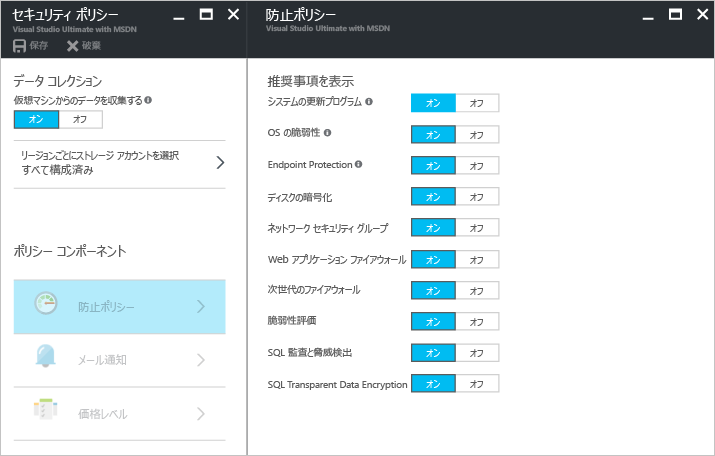 セキュリティ ポリシー
Visual Studio Ultimate with MSDN
保存 破棄
データ コレクション
仮想マシンからのデータを収集する
オン オフ
リージョンごとにストレージ アカウントを選択
すべて構成済み
ポリシー コンポーネント
防止ポリシー
メール通知
価格レベル
防止ポリシー
Visual Studio Ultimate with MSDN
推奨事項を表示
システムの更新プログラム オン オフ
OS の脆弱性 オン オフ
Endpoint Protection オン オフ
ディスクの暗号化 オン オフ
ネットワーク セキュリティ グループ オン オフ
Web アプリケーション ファイアウォール オン オフ
次世代のファイアウォール オン オフ
脆弱性評価 オン オフ
SQL 監査と脅威検出 オン オフ
SQL Transparent Data Encryption オン オフ